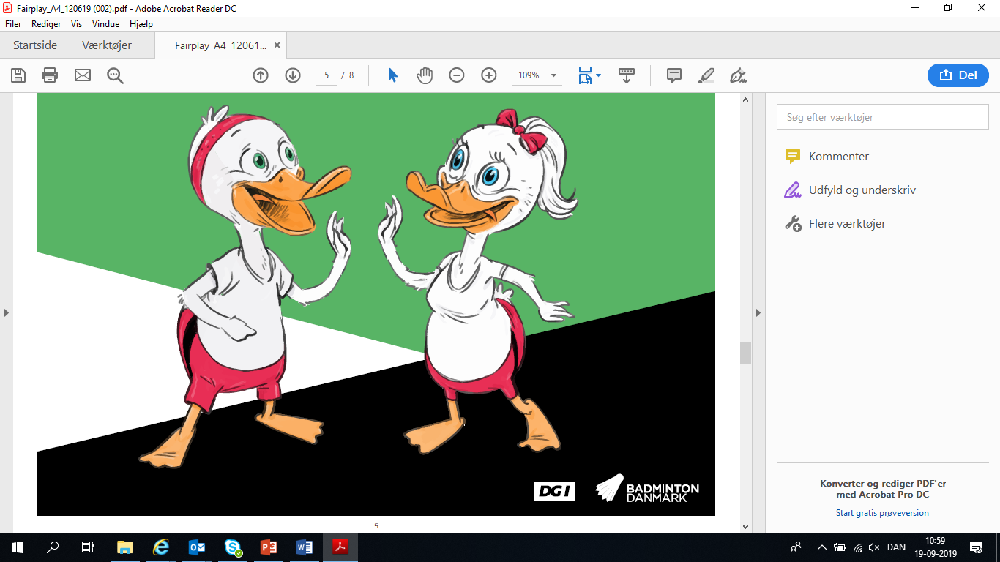 Fairplay_A4_120619 (002).pdf - Adobe Acrobat Reader DC
Filer Rediger Vis Vindue Hjælp
Startside Værktøjer Fairplay_A4_12061... ×
5 / 8 109% Del
Søg efter værktøjer
Kommenter
Udfyld og underskriv
Flere værktøjer
DGI BADMINTON
DANMARK
Konverter og rediger PDF'er
med Acrobat Pro DC
Start gratis prøveversion
5
DAN 10:59
19-09-2019